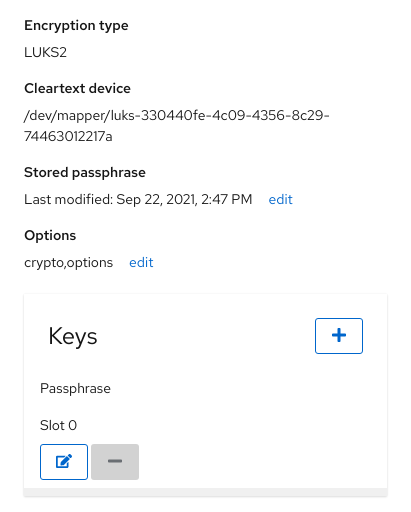 Encryption type
LUKS2
Cleartext device
/dev/mapper/luks-330440fe-4c09-4356-8c29-
74463012217a
Stored passphrase
Last modified: Sep 22, 2021, 2:47 PM edit
Options
crypto,options edit
Keys
Passphrase
Slot 0